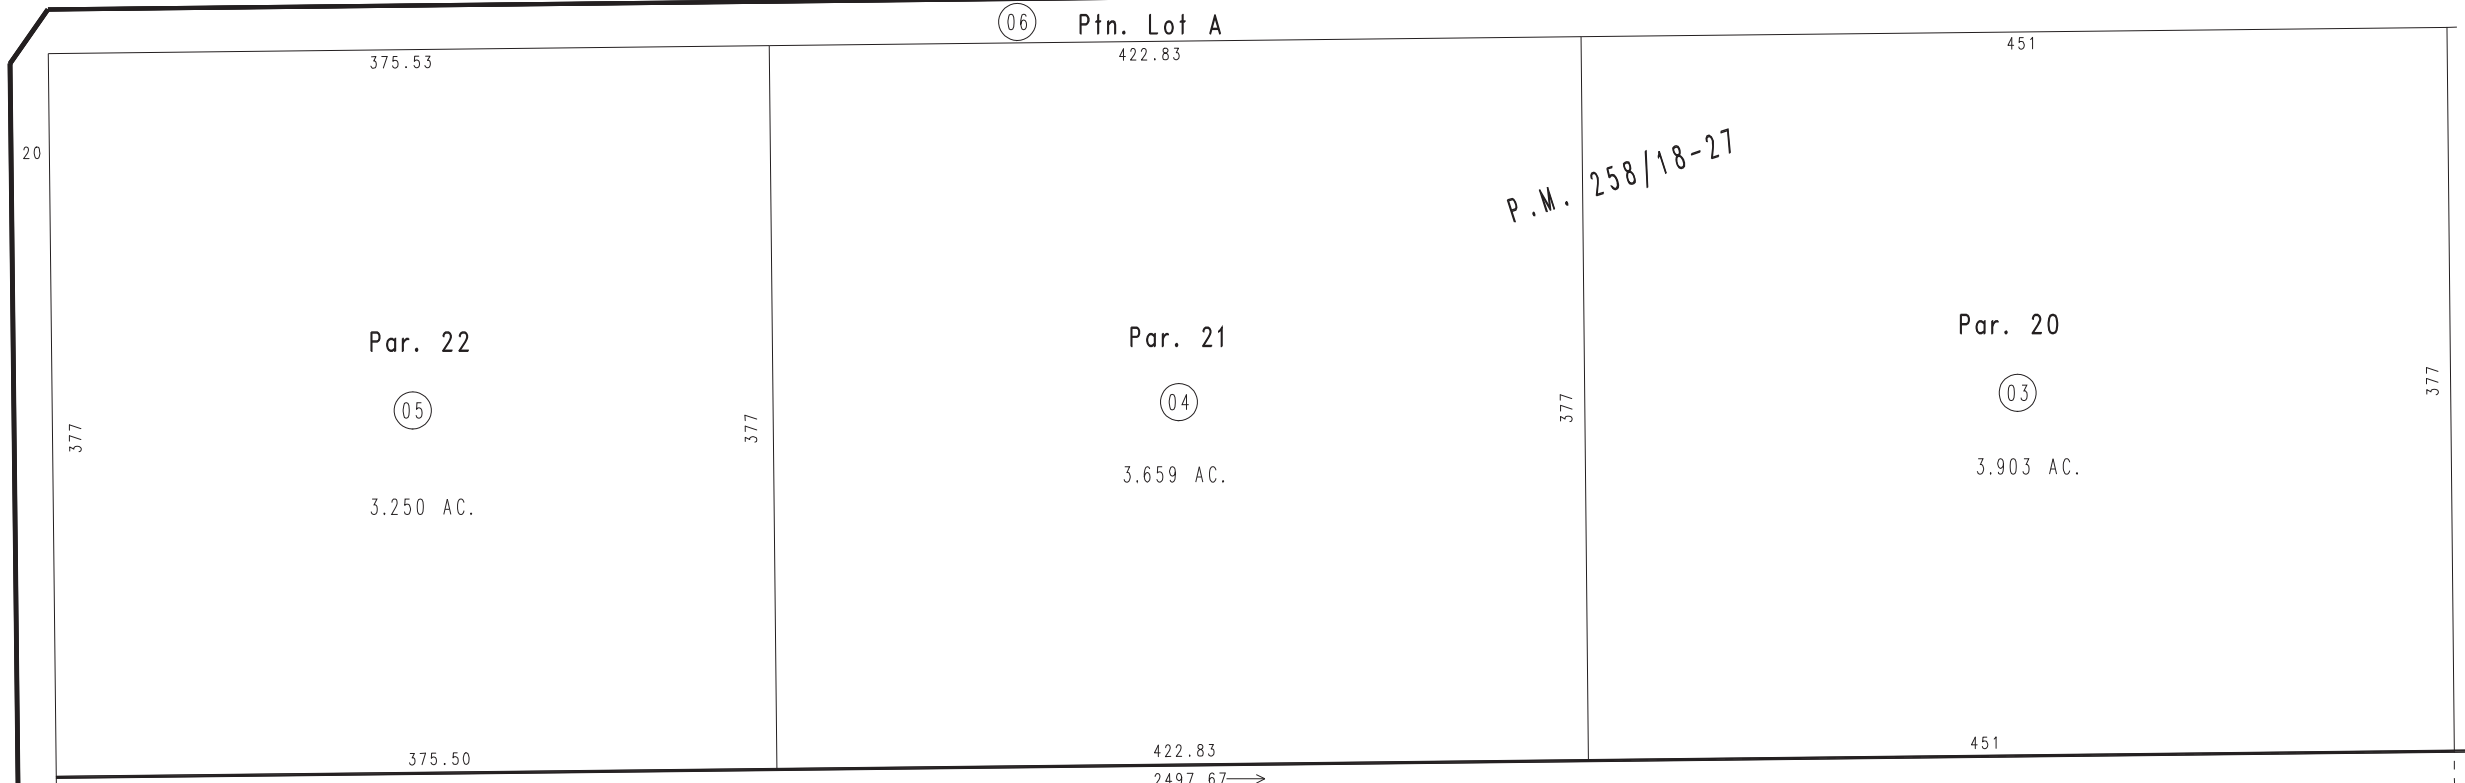 06 Ptn. Lot A
375.53 422.83 451
20
P.M. 258/18-27
Par. 22 Par. 21 Par. 20
05 04 03
377 377 377 377
3.250 AC. 3.659 AC. 3.903 AC.
375.50 422.83 451
2497.67